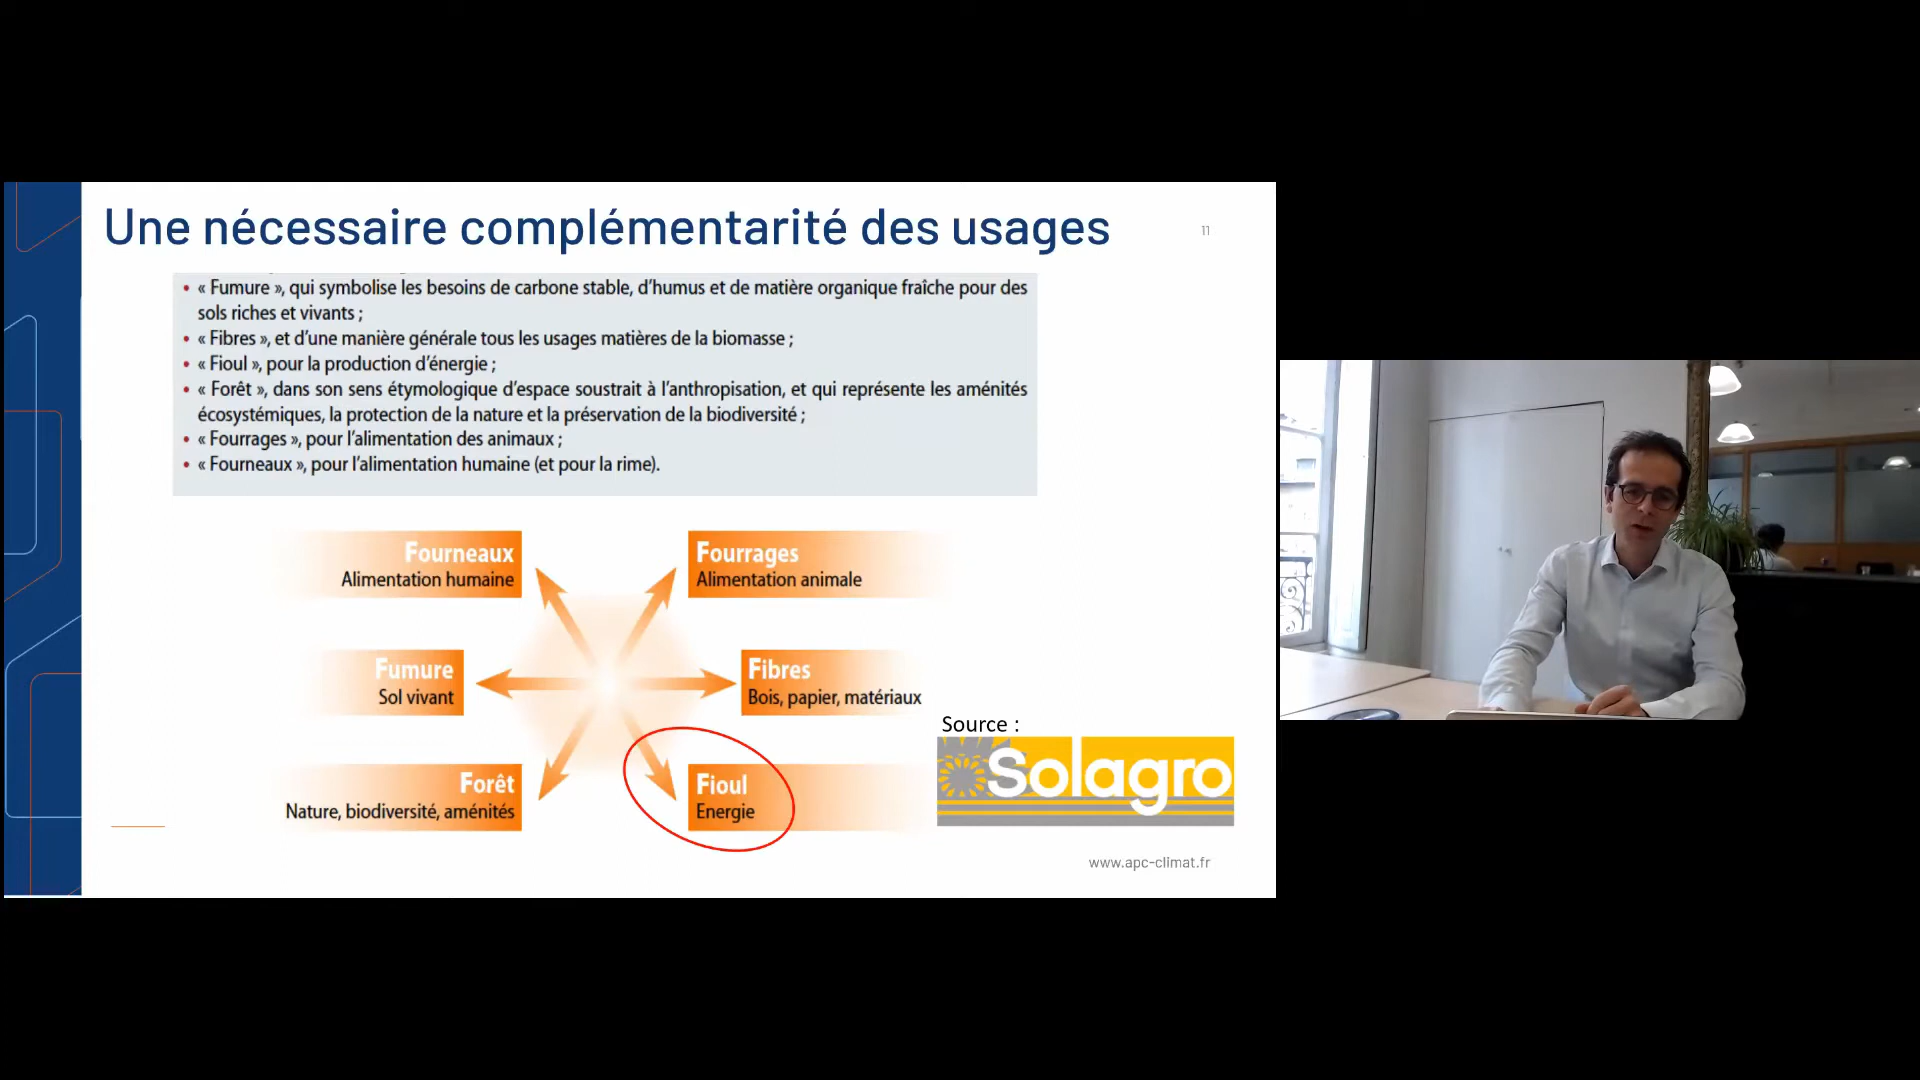 Une nécessaire complémentarité des usages
11
• « Fumure », qui symbolise les besoins de carbone stable, d’humus et de matière organique fraîche pour des
sols riches et vivants ;
• « Fibres », et d’une manière générale tous les usages matières de la biomasse ;
• « Fioul », pour la production d’énergie ;
• « Forêt », dans son sens étymologique d’espace soustrait à l’anthropisation, et qui représente les aménités
écosystémiques, la protection de la nature et la préservation de la biodiversité ;
• « Fourrages », pour l’alimentation des animaux ;
• « Fourneaux », pour l’alimentation humaine (et pour la rime).
Fourneaux
Alimentation humaine
Fourrages
Alimentation animale
Fumure
Sol vivant
Fibres
Bois, papier, matériaux
Forêt
Nature, biodiversité, aménités
Fioul
Energie
Source :
Solagro
www.apc-climat.fr